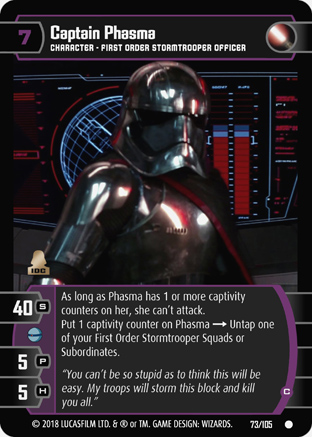 7
Captain Phasma
CHARACTER - FIRST ORDER STORMTROOPER OFFICER
IDC
40 S
5 P
5 H
As long as Phasma has 1 or more captivity
counters on her, she can't attack.
Put 1 captivity counter on Phasma → Untap one
of your First Order Stormtrooper Squads or
Subordinates.
"You can't be so stupid as to think this will be
easy. My troops will storm this block and kill
you all."
C
© 2018 LUCASFILM LTD. & ® or TM. GAME DESIGN: WIZARDS. 73/105